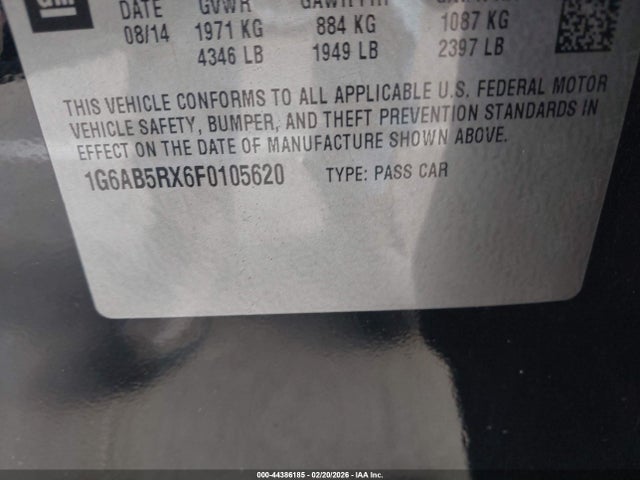 GM
DATE GVWR GAWR FRT
08/14 1971 KG 884 KG 1087 KG
4346 LB 1949 LB 2397 LB
THIS VEHICLE CONFORMS TO ALL APPLICABLE U.S. FEDERAL MOTOR
VEHICLE SAFETY, BUMPER, AND THEFT PREVENTION STANDARDS IN
EFFECT ON THE DATE OF MANUFACTURE SHOWN ABOVE.
1G6AB5RX6F0105620 TYPE: PASS CAR
000-44386185 - 02/20/2026 - IAA Inc.